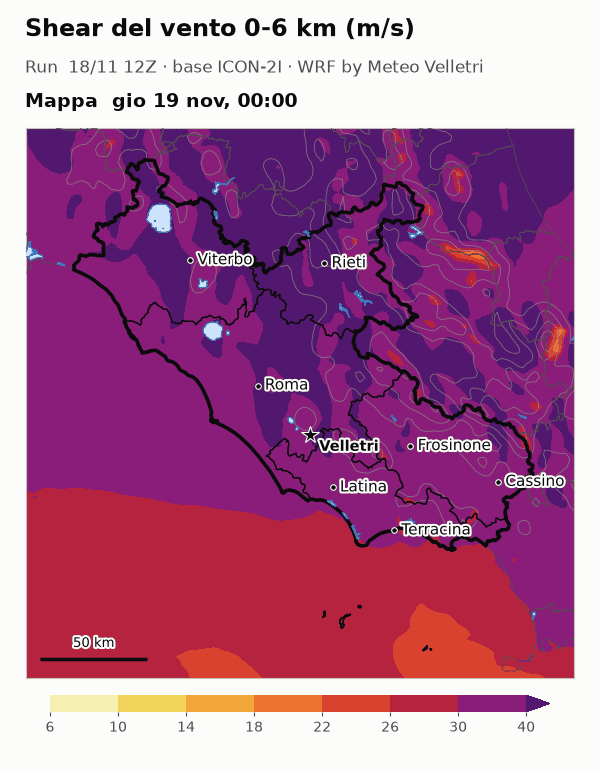 Shear del vento 0-6 km (m/s)
Run  18/11 12Z · base ICON-2I · WRF by Meteo Velletri
Mappa  gio 19 nov, 00:00
Viterbo
Rieti
Roma
Velletri
Frosinone
Latina
Cassino
Terracina
50 km
6 10 14 18 22 26 30 40